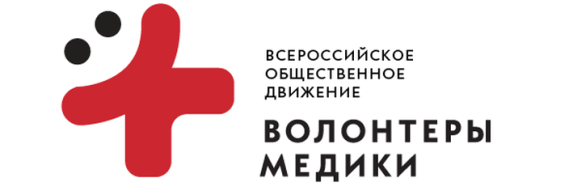 ВСЕРОССИЙСКОЕ
ОБЩЕСТВЕННОЕ
ДВИЖЕНИЕ
ВОЛОНТЕРЫ
МЕДИКИ